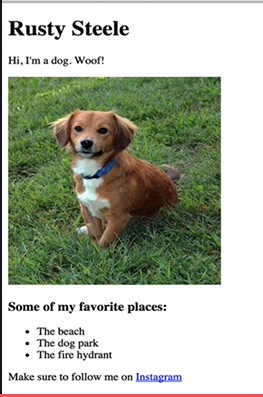 Rusty Steele
Hi, I'm a dog. Woof!
Some of my favorite places:
The beach
The dog park
The fire hydrant
Make sure to follow me on Instagram